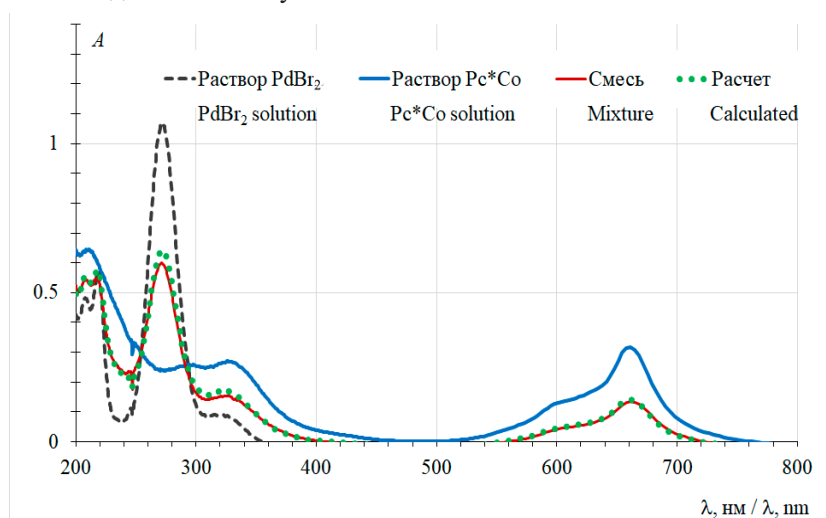 A
Раствор PdBr₂ Раствор Pc*Co Смесь Расчет
PdBr₂ solution Pc*Co solution Mixture Calculated
1
0.5
0
200 300 400 500 600 700 800
λ, нм / λ, nm